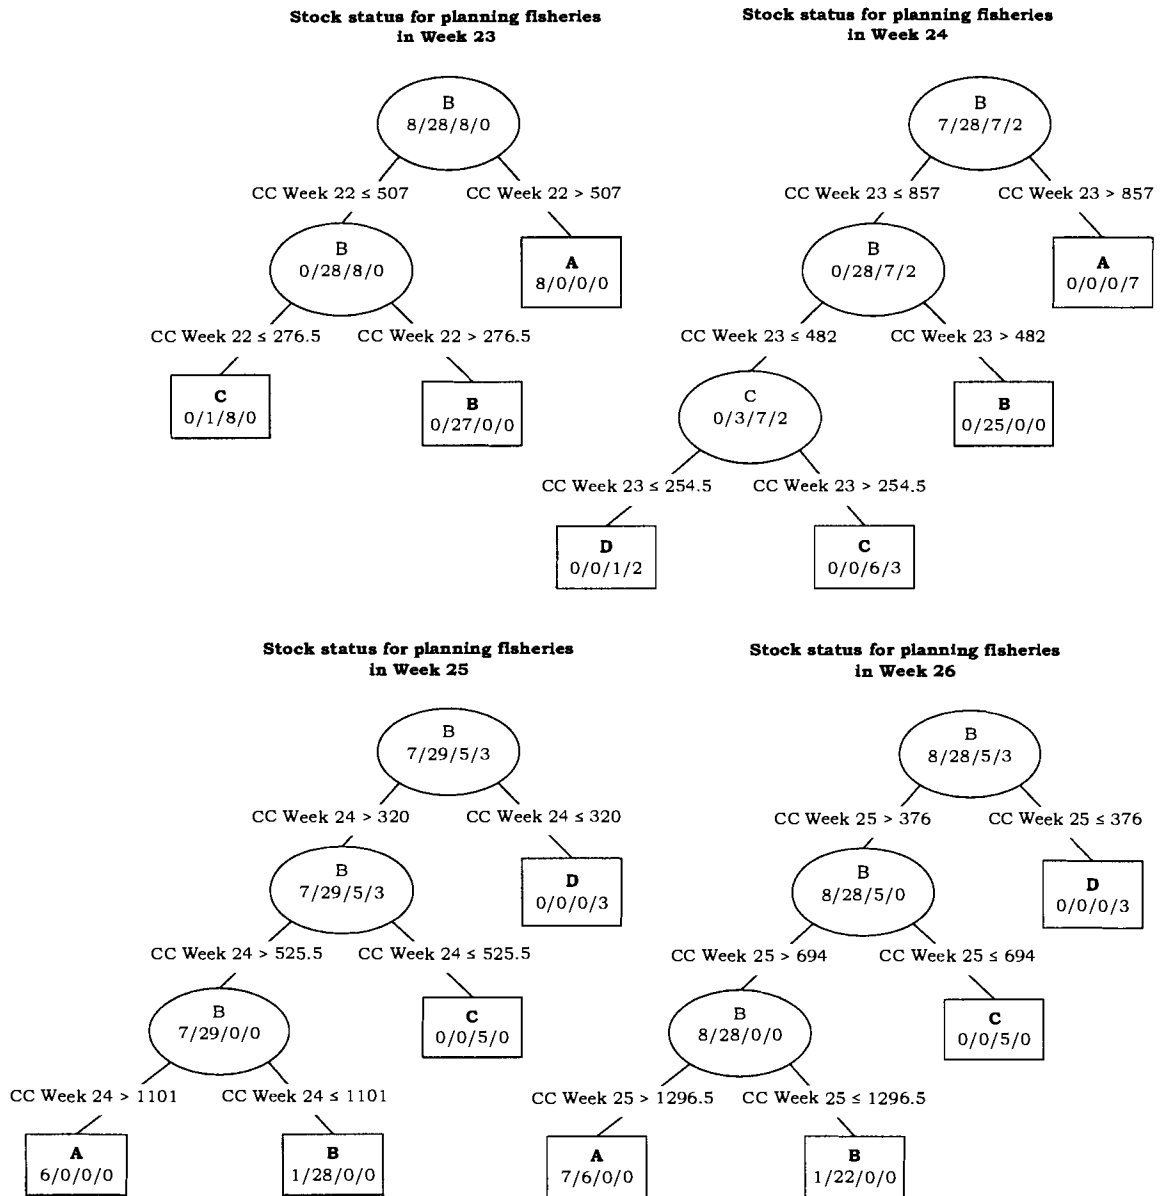 Stock status for planning fisheries
in Week 23
B
8/28/8/0
CC Week 22 ≤ 507
CC Week 22 > 507
B
0/28/8/0
A
8/0/0/0
CC Week 22 ≤ 276.5
CC Week 22 > 276.5
C
0/1/8/0
B
0/27/0/0
Stock status for planning fisheries
in Week 24
B
7/28/7/2
CC Week 23 ≤ 857
CC Week 23 > 857
B
0/28/7/2
A
0/0/0/7
CC Week 23 ≤ 482
CC Week 23 > 482
C
0/3/7/2
B
0/25/0/0
CC Week 23 ≤ 254.5
CC Week 23 > 254.5
D
0/0/1/2
C
0/0/6/3
Stock status for planning fisheries
in Week 25
B
7/29/5/3
CC Week 24 > 320
CC Week 24 ≤ 320
B
7/29/5/3
D
0/0/0/3
CC Week 24 > 525.5
CC Week 24 ≤ 525.5
B
7/29/0/0
C
0/0/5/0
CC Week 24 > 1101
CC Week 24 ≤ 1101
A
6/0/0/0
B
1/28/0/0
Stock status for planning fisheries
in Week 26
B
8/28/5/3
CC Week 25 > 376
CC Week 25 ≤ 376
B
8/28/5/0
D
0/0/0/3
CC Week 25 > 694
CC Week 25 ≤ 694
B
8/28/0/0
C
0/0/5/0
CC Week 25 > 1296.5
CC Week 25 ≤ 1296.5
A
7/6/0/0
B
1/22/0/0